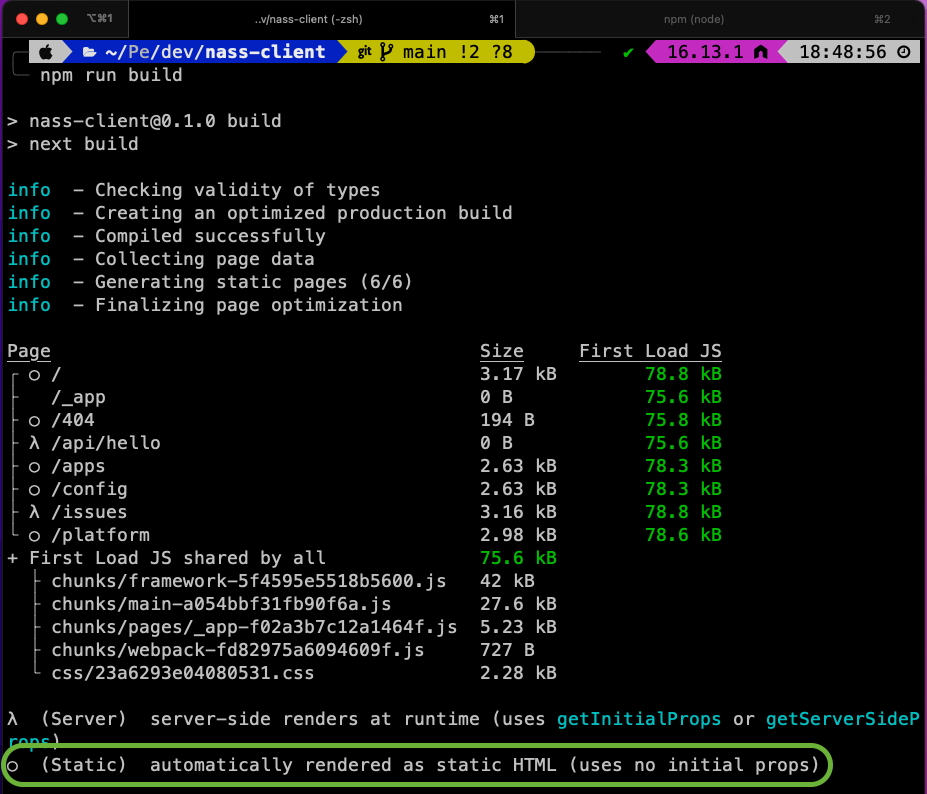 ⌥⌘1 ..v/nass-client (-zsh) ⌘1 npm (node) ⌘2
~/Pe/dev/nass-client git main !2 ?8 ✔ 16.13.1 18:48:56
npm run build
> nass-client@0.1.0 build
> next build
info – Checking validity of types
info – Creating an optimized production build
info – Compiled successfully
info – Collecting page data
info – Generating static pages (6/6)
info – Finalizing page optimization
Page Size First Load JS
┌ ○ / 3.17 kB 78.8 kB
├ /_app 0 B 75.6 kB
├ ○ /404 194 B 75.8 kB
├ λ /api/hello 0 B 75.6 kB
├ ○ /apps 2.63 kB 78.3 kB
├ ○ /config 2.63 kB 78.3 kB
├ λ /issues 3.16 kB 78.8 kB
└ ○ /platform 2.98 kB 78.6 kB
+ First Load JS shared by all 75.6 kB
├ chunks/framework-5f4595e5518b5600.js 42 kB
├ chunks/main-a054bbf31fb90f6a.js 27.6 kB
├ chunks/pages/_app-f02a3b7c12a1464f.js 5.23 kB
├ chunks/webpack-fd82975a6094609f.js 727 B
└ css/23a6293e04080531.css 2.28 kB
λ (Server) server-side renders at runtime (uses getInitialProps or getServerSideP
rops)
○ (Static) automatically rendered as static HTML (uses no initial props)